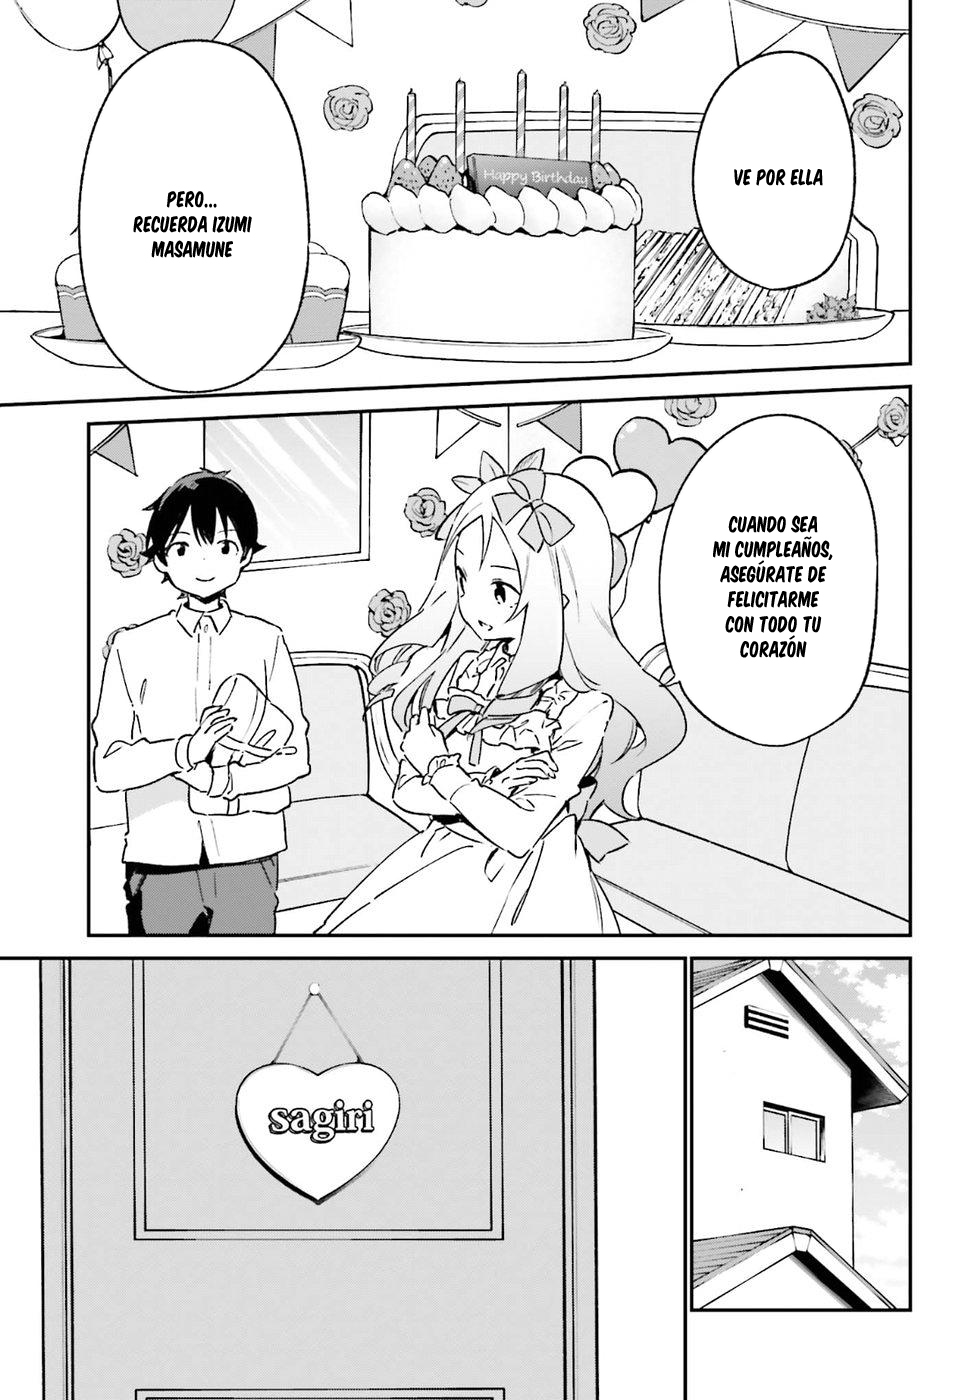 VE POR ELLA
PERO...
RECUERDA IZUMI
MASAMUNE
Happy Birthday
CUANDO SEA
MI CUMPLEAÑOS,
ASEGÚRATE DE
FELICITARME
CON TODO TU
CORAZÓN
sagiri